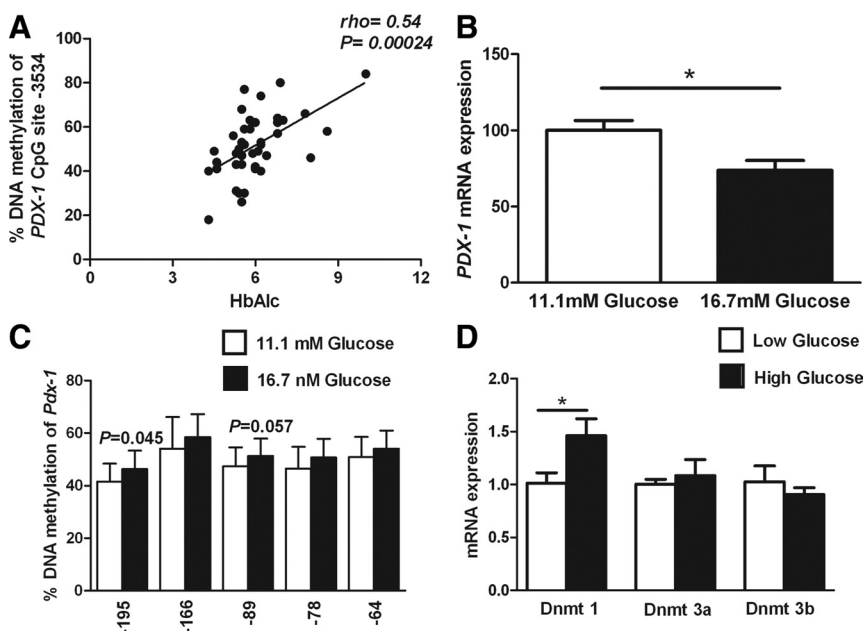 A
rho= 0.54
P= 0.00024
% DNA methylation of
PDX-1 CpG site -3534
100
80
60
40
20
0
0 3 6 9 12
HbAlc
B
PDX-1 mRNA expression
150
100
50
0
*
11.1mM Glucose 16.7mM Glucose
C
11.1 mM Glucose
16.7 nM Glucose
% DNA methylation of Pdx-1
80
60
40
20
0
P=0.045 P=0.057
-195 -166 -89 -78 -64
D
Low Glucose
High Glucose
mRNA expression
2.0
1.5
1.0
0.5
0.0
*
Dnmt 1 Dnmt 3a Dnmt 3b